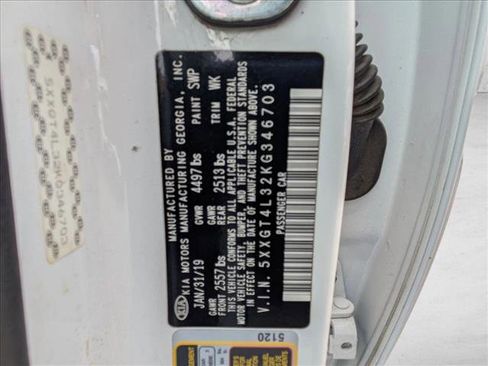 MANUFACTURED BY
KIA KIA MOTORS MANUFACTURING GEORGIA, INC.
JAN/31/19 GVWR 4497 lbs PAINT SWP
FRONT 2557 lbs GAWR REAR 2513 lbs TRIM WK
THIS VEHICLE CONFORMS TO ALL APPLICABLE U.S.A. FEDERAL
MOTOR VEHICLE SAFETY, BUMPER, AND THEFT PREVENTION STANDARDS
IN EFFECT ON THE DATE OF MANUFACTURE SHOWN ABOVE.
V.I.N. 5XXGT4L32KG346703
PASSENGER CAR
5XXGT4L32KG346703
5120